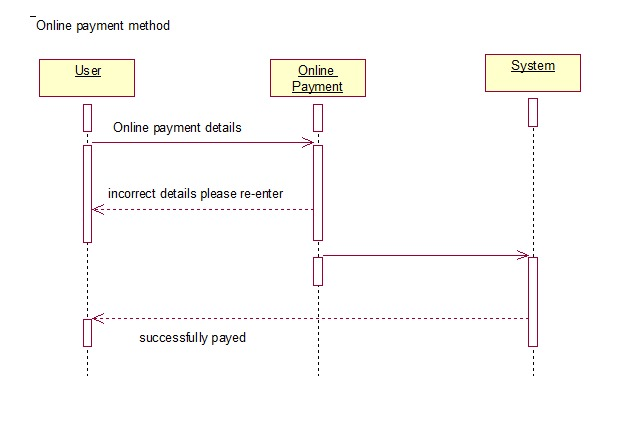 Online payment method
User
Online
Payment
System
Online payment details
incorrect details please re-enter
successfully payed